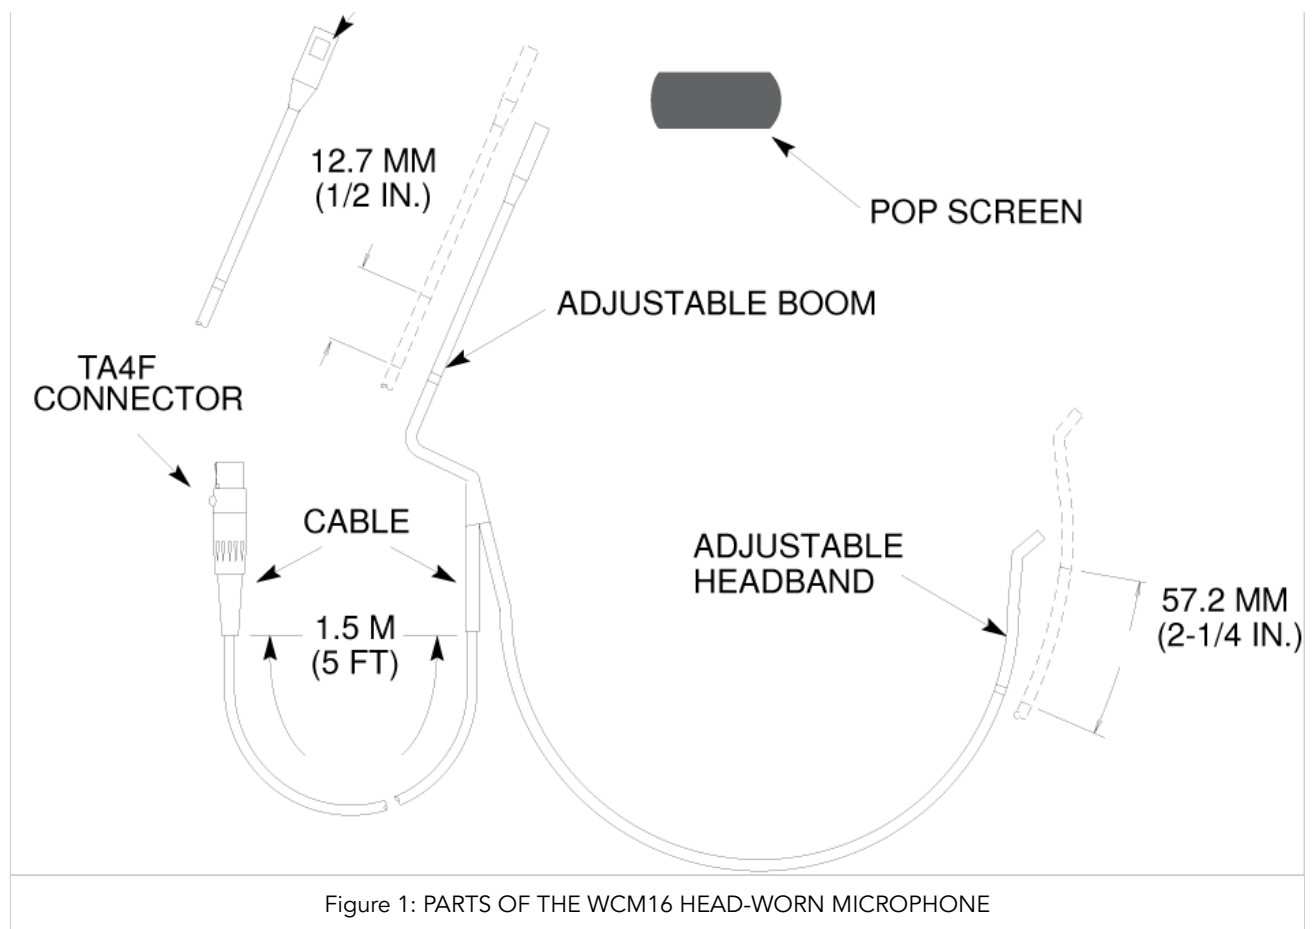 12.7 MM
(1/2 IN.)
POP SCREEN
ADJUSTABLE BOOM
TA4F
CONNECTOR
CABLE
ADJUSTABLE
HEADBAND
57.2 MM
(2-1/4 IN.)
1.5 M
(5 FT)
Figure 1: PARTS OF THE WCM16 HEAD-WORN MICROPHONE